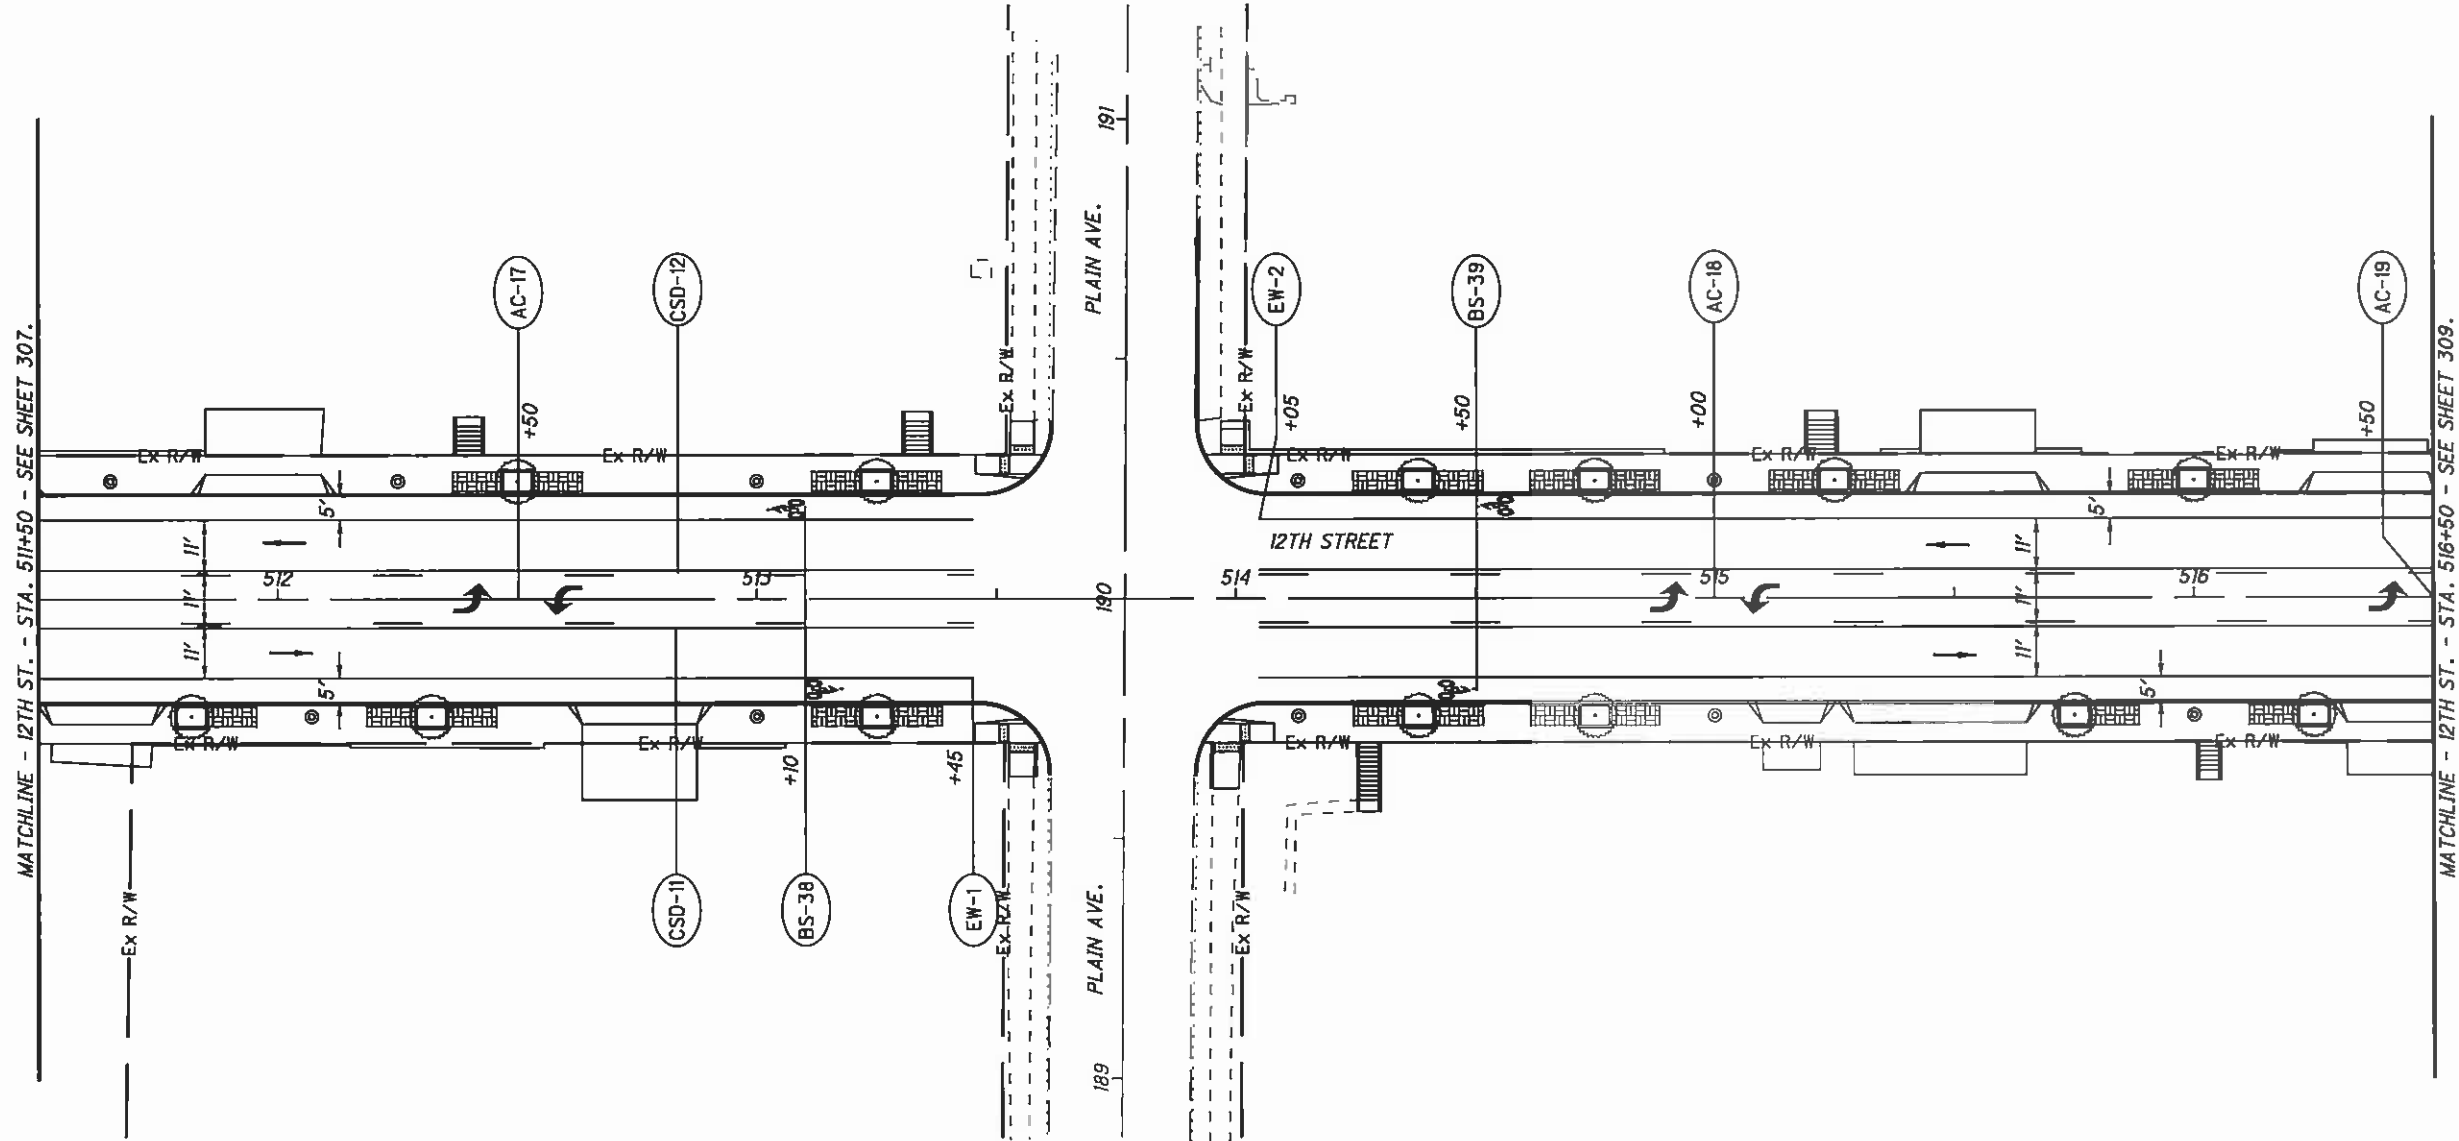 MATCHLINE - 12TH ST. - STA. 511+50 - SEE SHEET 307.
191
PLAIN AVE.
AC-17
CSD-12
EW-2
BS-39
AC-18
AC-19
+50
Ex R/W
Ex R/W
+05
+50
+00
+50
Ex R/W
Ex R/W
Ex R/W
Ex R/W
Ex R/W
5'
5'
11'
12TH STREET
11'
512
513
190
514
515
516
11'
11'
11'
11'
5'
5'
Ex R/W
Ex R/W
Ex R/W
Ex R/W
Ex R/W
+10
+45
Ex R/W
CSD-11
BS-38
EW-1
Ex R/W
PLAIN AVE.
Ex R/W
189
MATCHLINE - 12TH ST. - STA. 516+50 - SEE SHEET 309.